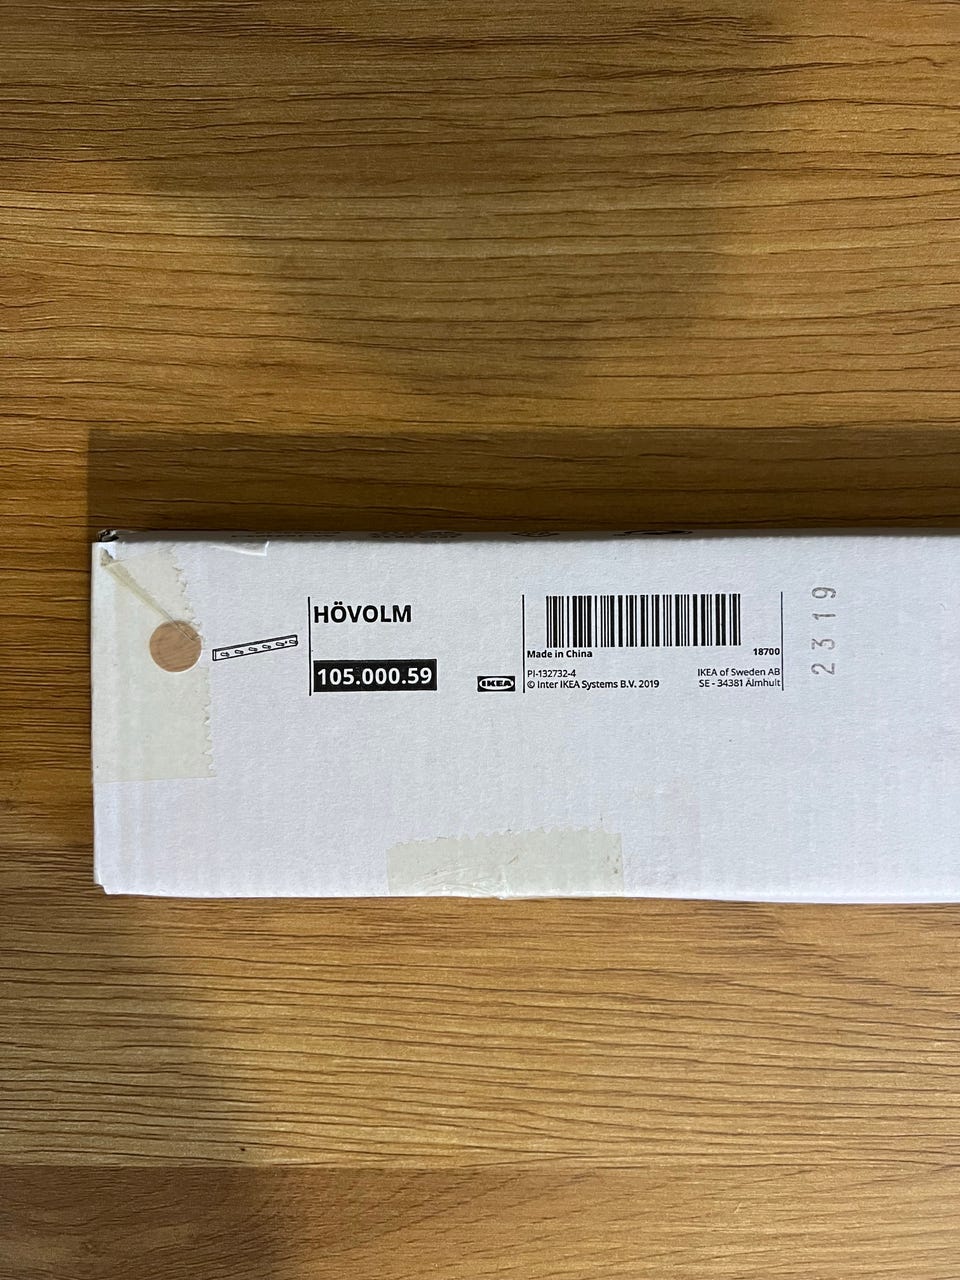 HÖVOLM
105.000.59
IKEA
Made in China
18700
PI-132732-4
© Inter IKEA Systems B.V. 2019
IKEA of Sweden AB
SE - 34381 Älmhult
2319